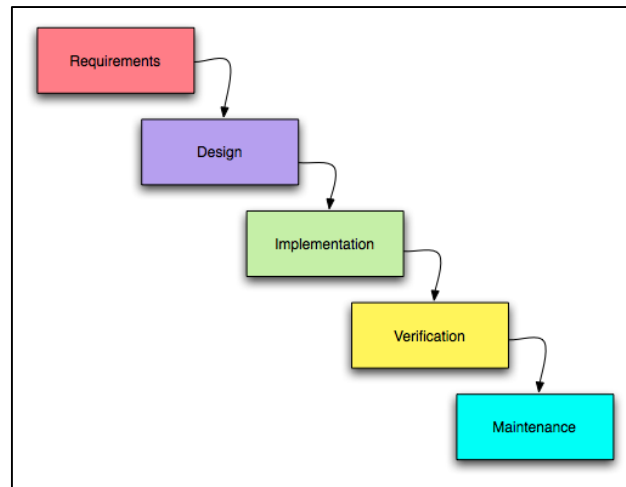 Requirements
Design
Implementation
Verification
Maintenance